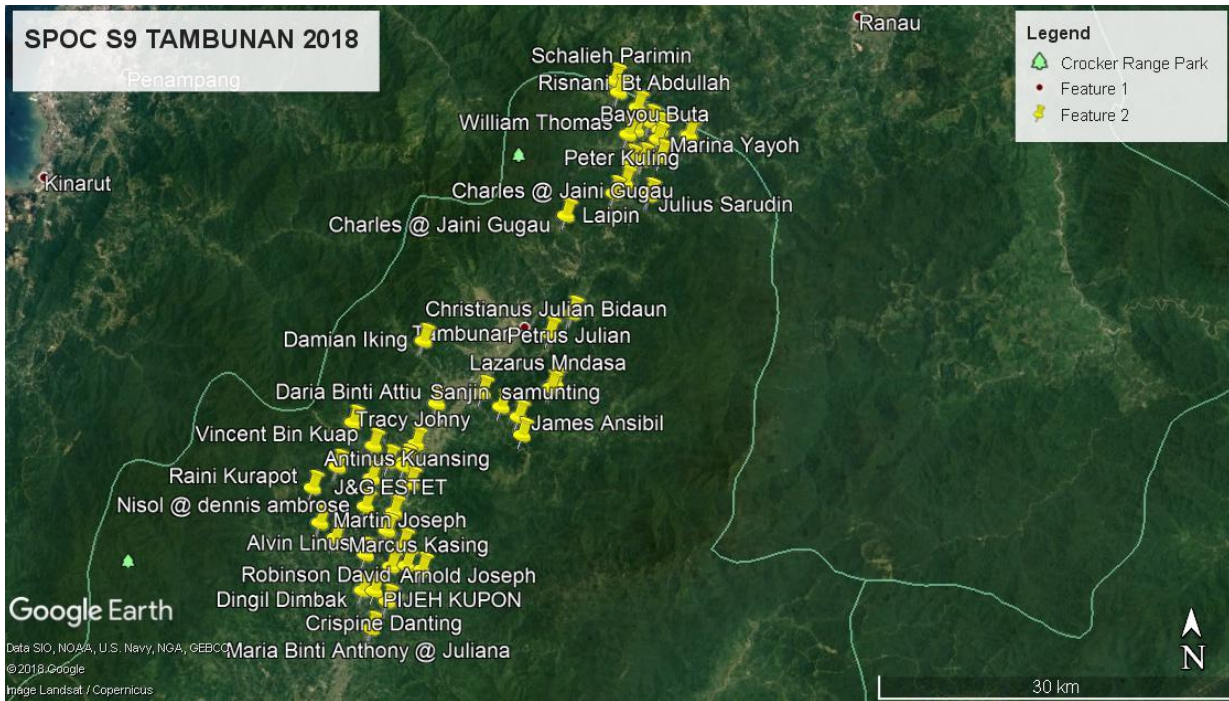 SPOC S9 TAMBUNAN 2018
Penampang
Ranau
Legend
Crocker Range Park
Feature 1
Feature 2
Schalieh Parimin
Risnani Bt Abdullah
Bayou Buta
William Thomas
Marina Yayoh
Peter Kuling
Kinarut
Charles @ Jaini Gugau
Julius Sarudin
Laipin
Charles @ Jaini Gugau
Christianus Julian Bidaun
Tambunan
Petrus Julian
Damian Iking
Lazarus Mndasa
Daria Binti Attiu
Sanjin samunting
Tracy Johny
James Ansibil
Vincent Bin Kuap
Antinus Kuansing
Raini Kurapot
J&G ESTET
Nisol @ dennis ambrose
Martin Joseph
Alvin Linus
Marcus Kasing
Robinson David
Arnold Joseph
Dingil Dimbak
PIJEH KUPON
Crispine Danting
Maria Binti Anthony @ Juliana
Google Earth
Data SIO, NOAA, U.S. Navy, NGA, GEBCO
©2018 Google
Image Landsat / Copernicus
N
30 km